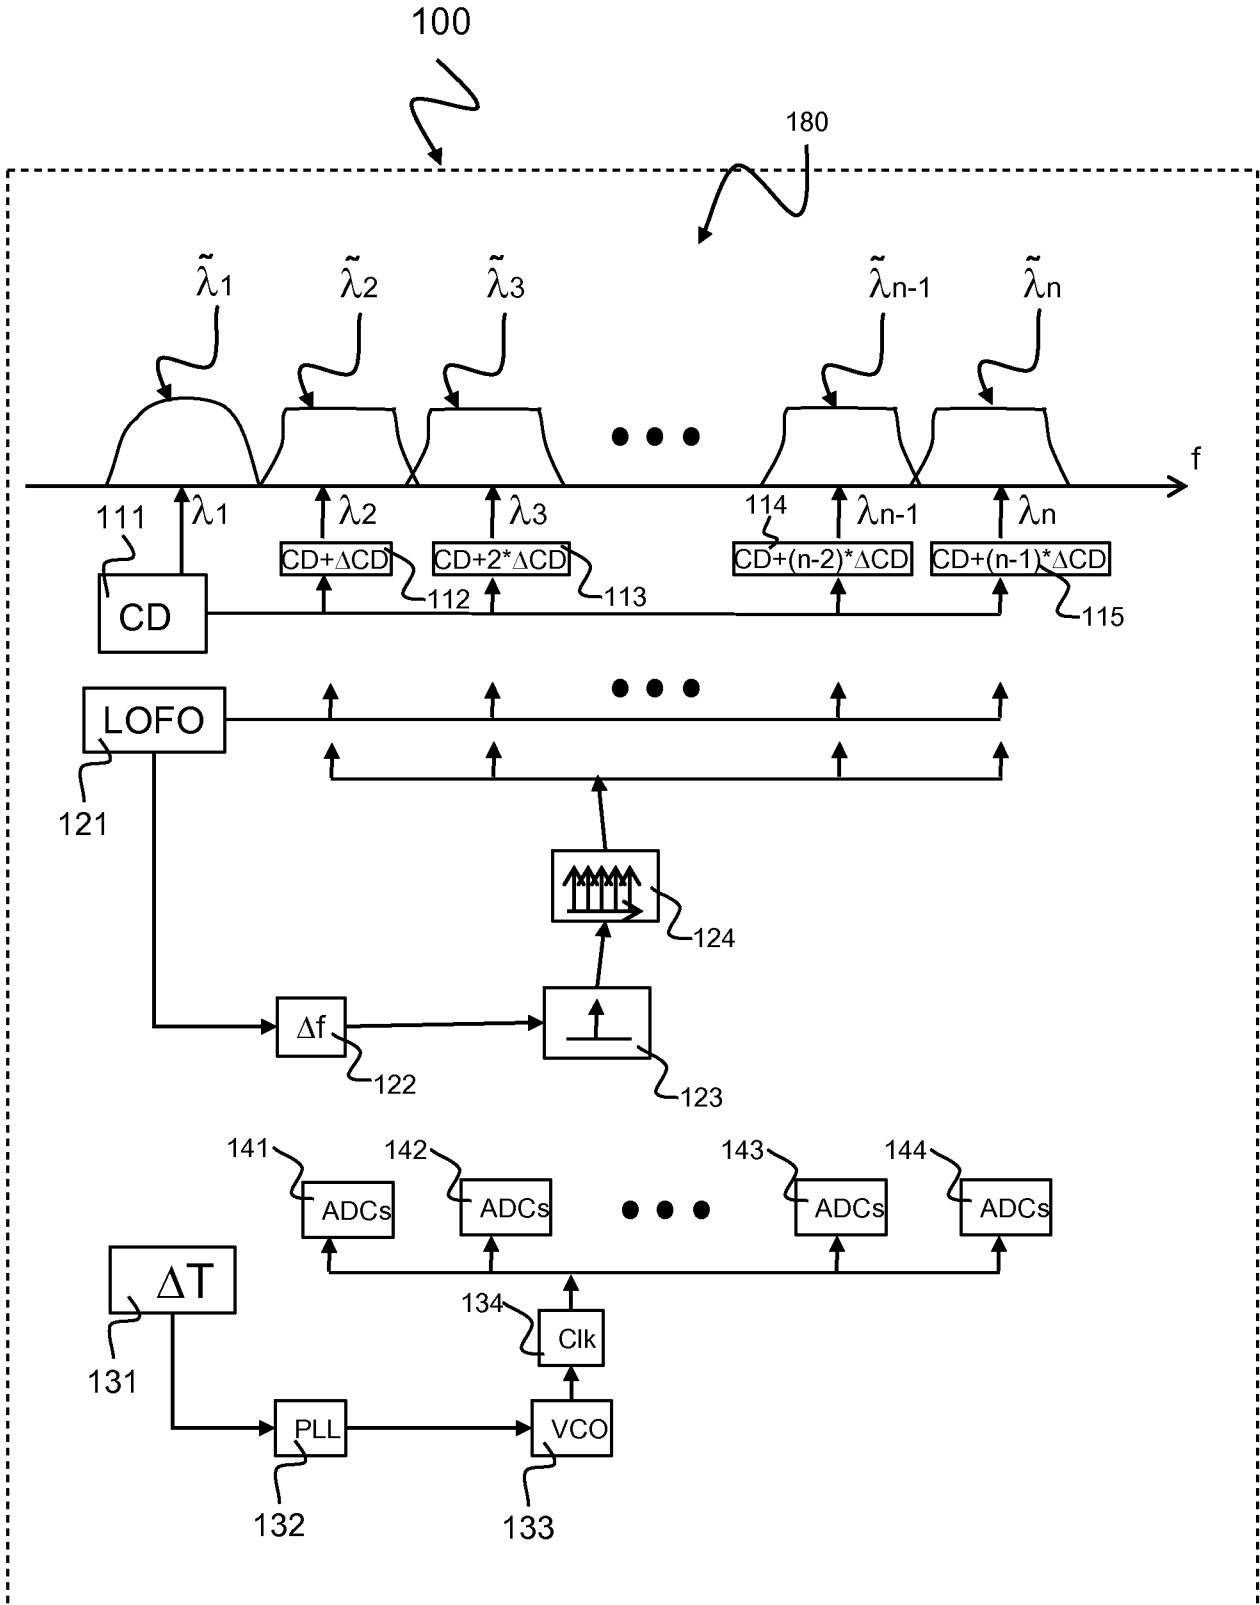 100
180
λ̃1 λ̃2 λ̃3 λ̃n-1 λ̃n
f
111 λ1 λ2 λ3 114 λn-1 λn
CD+ΔCD CD+2*ΔCD CD+(n-2)*ΔCD CD+(n-1)*ΔCD
112 113 115
CD
LOFO
121
124
Δf
122 123
141 142 143 144
ADCs ADCs ADCs ADCs
ΔT
134
Clk
131
PLL VCO
132 133